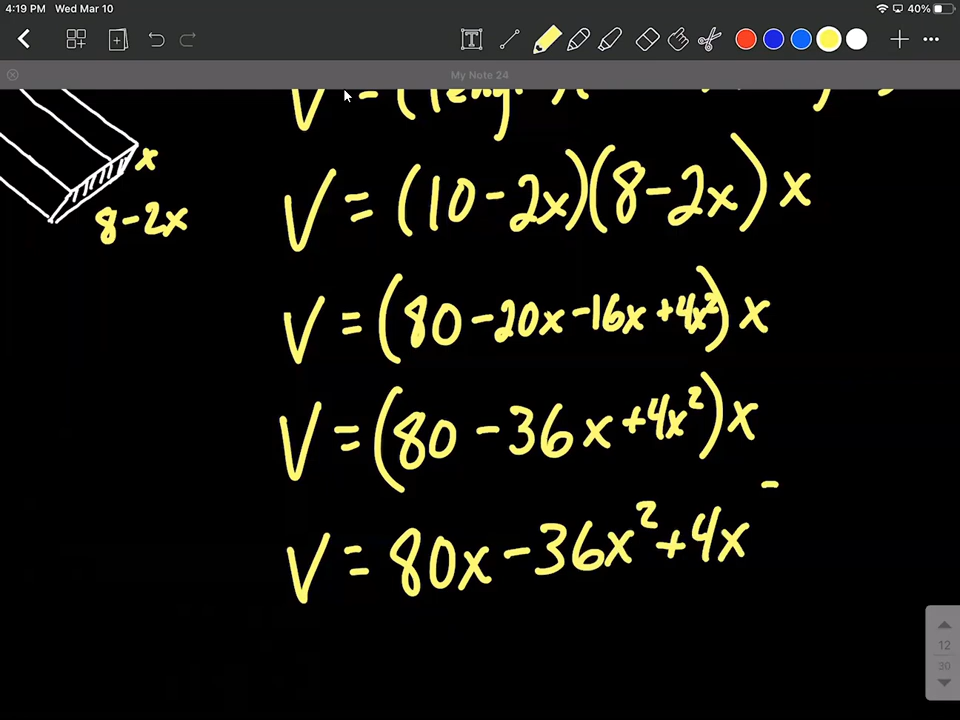 4:19 PM Wed Mar 10
40%
My Note 24
V = (
x
8-2x
V = (10-2x)(8-2x)x
V = (80-20x-16x+4x²)x
V = (80-36x+4x²)x
V = 80x-36x²+4x
12
30